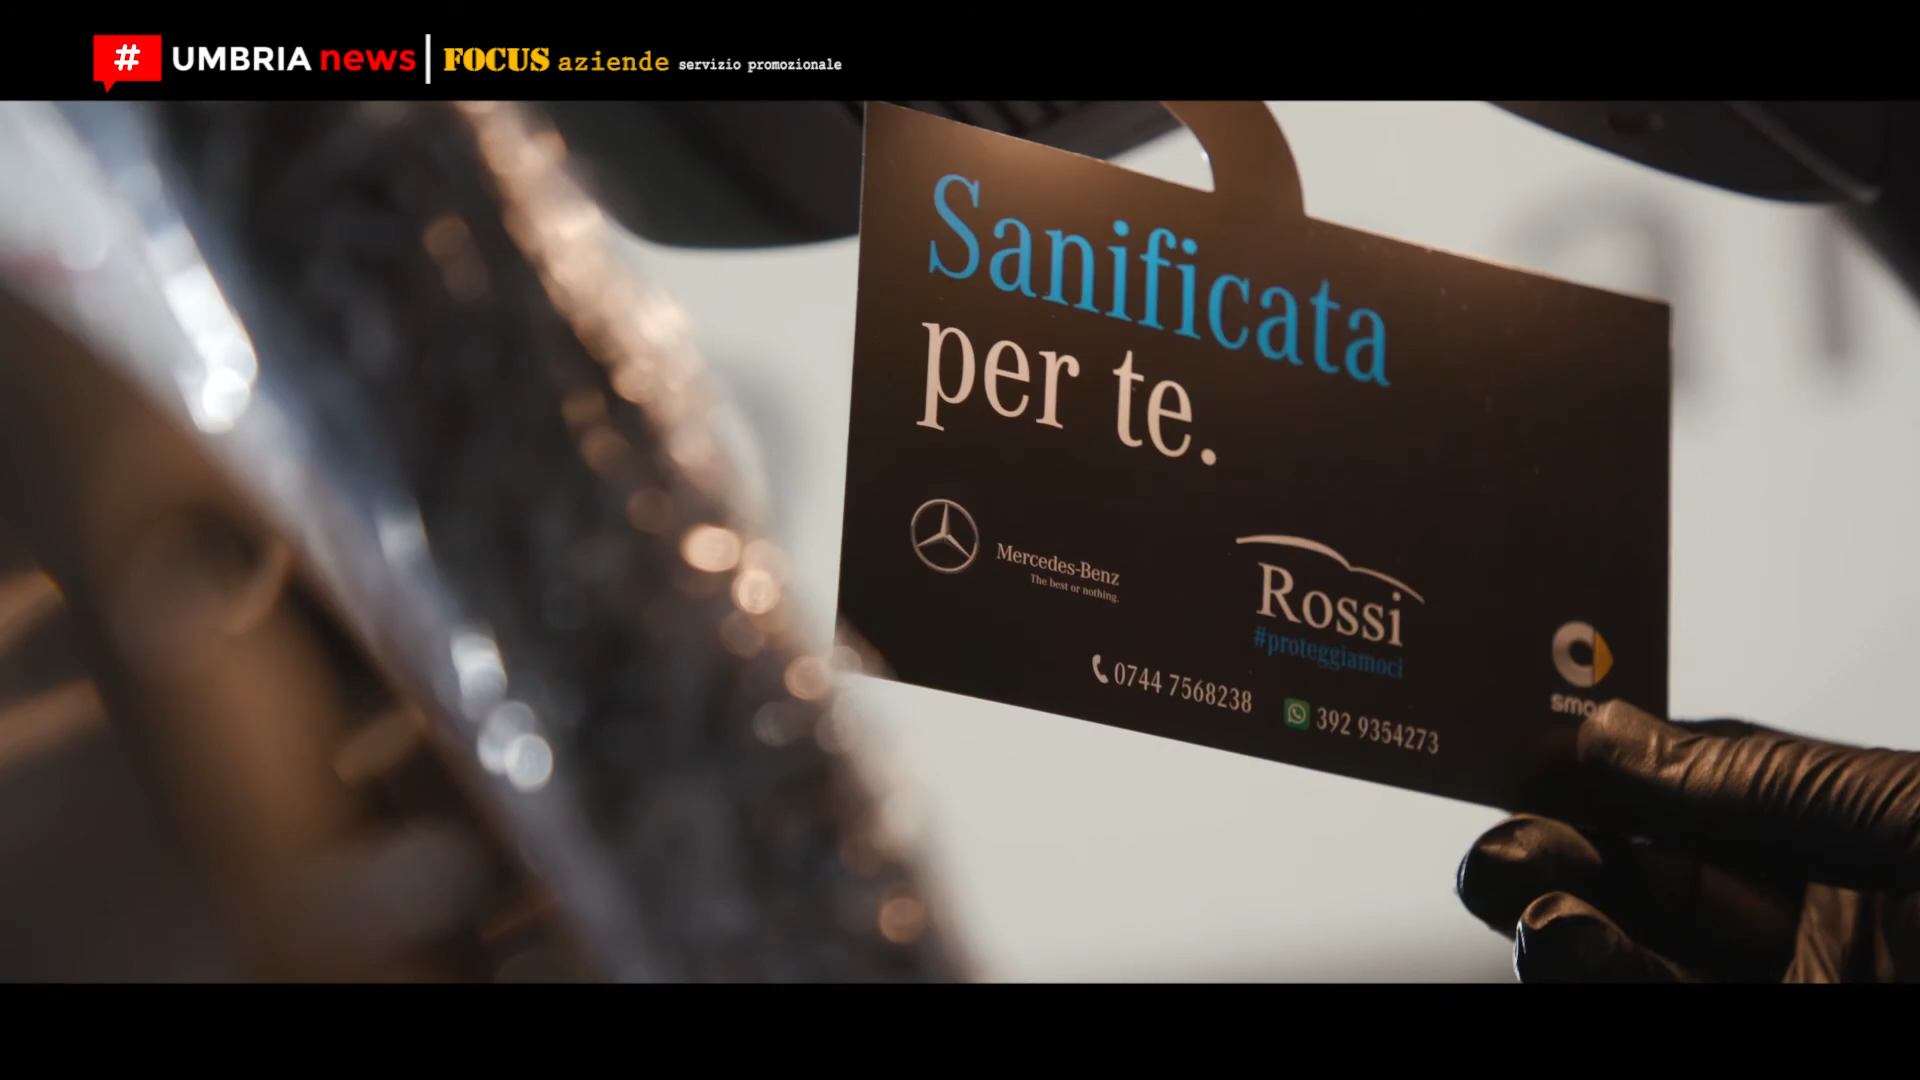 # UMBRIA news FOCUS aziende servizio promozionale
Sanificata
per te.
Mercedes-Benz
The best or nothing.
Rossi
#proteggiamoci
0744 7568238
392 9354273